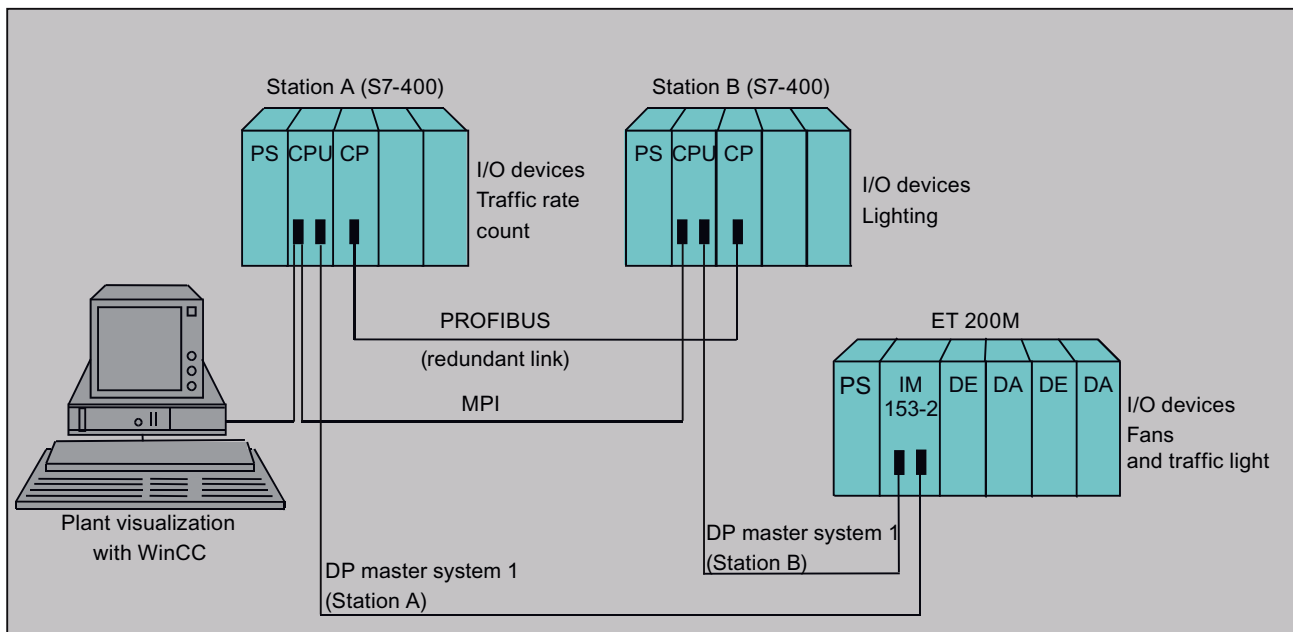 Station A (S7-400)
PS CPU CP
I/O devices
Traffic rate
count
Station B (S7-400)
PS CPU CP
I/O devices
Lighting
PROFIBUS
(redundant link)
MPI
ET 200M
PS IM
153-2 DE DA DE DA
I/O devices
Fans
and traffic light
Plant visualization
with WinCC
DP master system 1
(Station B)
DP master system 1
(Station A)